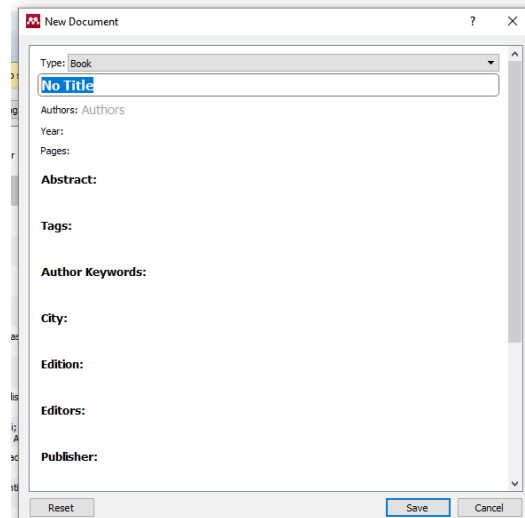 New Document
Type: Book
No Title
Authors: Authors
Year:
Pages:
Abstract:
Tags:
Author Keywords:
City:
Edition:
Editors:
Publisher:
Reset
Save
Cancel